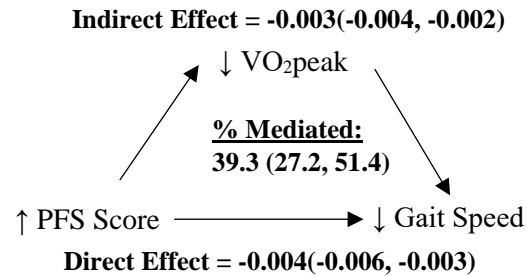 Indirect Effect = -0.003(-0.004, -0.002)
↓ VO₂peak
% Mediated:
39.3 (27.2, 51.4)
↑ PFS Score
↓ Gait Speed
Direct Effect = -0.004(-0.006, -0.003)